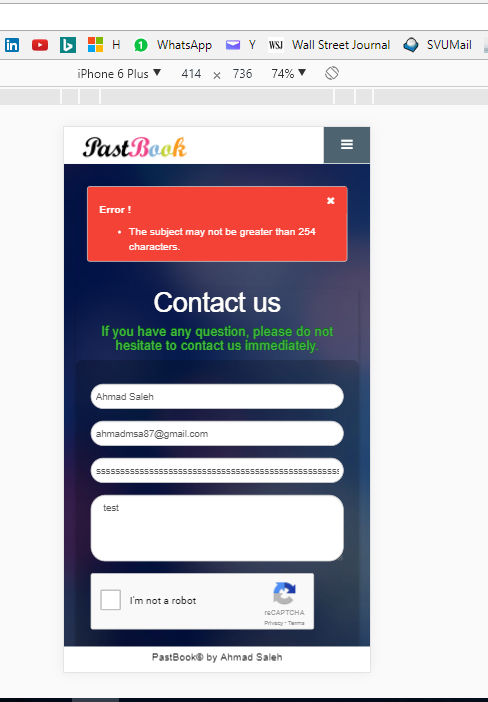 H WhatsApp Y WSJ Wall Street Journal SVUMail
iPhone 6 Plus ▼ 414 × 736 74% ▼
PastBook
Error !
• The subject may not be greater than 254
characters.
Contact us
If you have any question, please do not
hesitate to contact us immediately.
Ahmad Saleh
ahmadmsa87@gmail.com
test
I'm not a robot
reCAPTCHA
Privacy - Terms
PastBook© by Ahmad Saleh